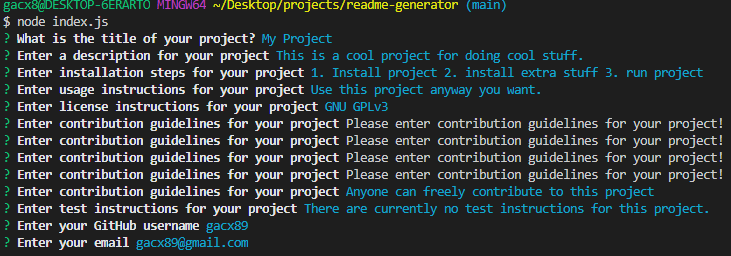 gacx8@DESKTOP-6ERARTO MINGW64 ~/Desktop/projects/readme-generator (main)
$ node index.js
? What is the title of your project? My Project
? Enter a description for your project This is a cool project for doing cool stuff.
? Enter installation steps for your project 1. Install project 2. install extra stuff 3. run project
? Enter usage instructions for your project Use this project anyway you want.
? Enter license instructions for your project GNU GPLv3
? Enter contribution guidelines for your project Please enter contribution guidelines for your project!
? Enter contribution guidelines for your project Please enter contribution guidelines for your project!
? Enter contribution guidelines for your project Please enter contribution guidelines for your project!
? Enter contribution guidelines for your project Please enter contribution guidelines for your project!
? Enter contribution guidelines for your project Anyone can freely contribute to this project
? Enter test instructions for your project There are currently no test instructions for this project.
? Enter your GitHub username gacx89
? Enter your email gacx89@gmail.com